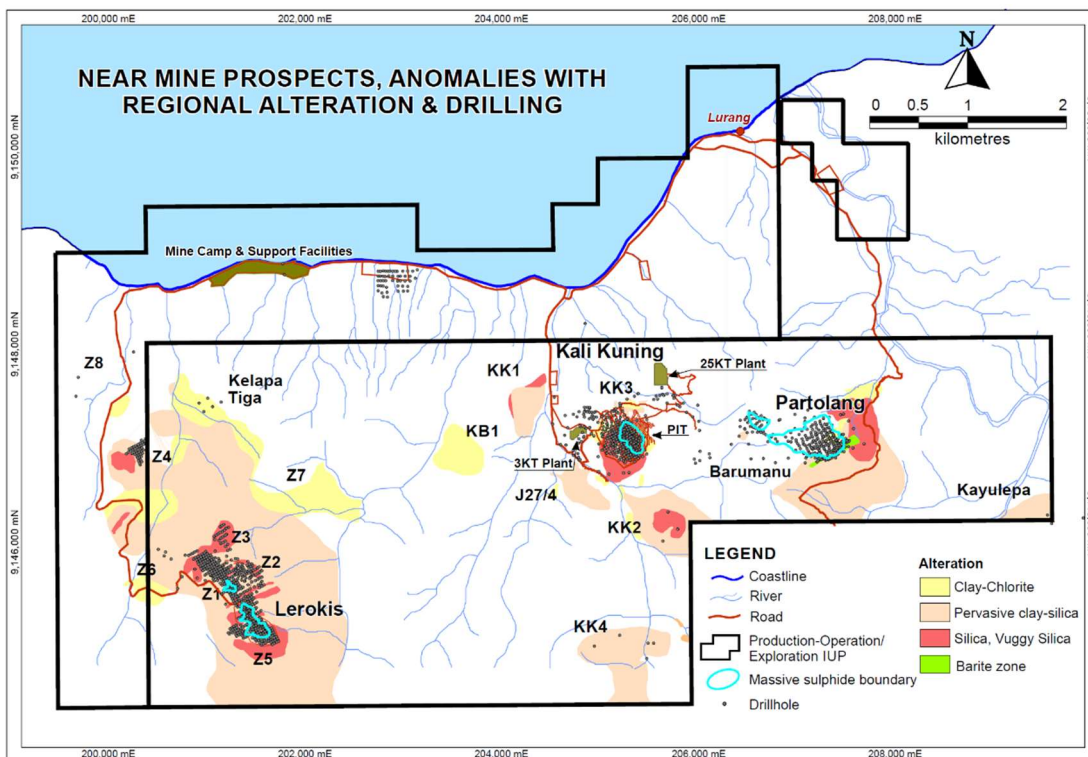 200,000 mE
202,000 mE
204,000 mE
206,000 mE
208,000 mE
NEAR MINE PROSPECTS, ANOMALIES WITH
REGIONAL ALTERATION & DRILLING
N
Lurang
0 0.5 1 2
kilometres
9,150,000 mN
Mine Camp & Support Facilities
9,148,000 mN
Z8
Kelapa
Tiga
KK1
Kali Kuning
25KT Plant
KK3
Partolang
KB1
PIT
Z4
Z7
3KT Plant
Barumanu
J27/4
Kayulepa
KK2
9,146,000 mN
Z3
Z6
Z2
Z1
Lerokis
Z5
KK4
LEGEND
Coastline
River
Road
Production-Operation/
Exploration IUP
Massive sulphide boundary
Drillhole
Alteration
Clay-Chlorite
Pervasive clay-silica
Silica, Vuggy Silica
Barite zone
200,000 mE
202,000 mE
204,000 mE
206,000 mE
208,000 mE